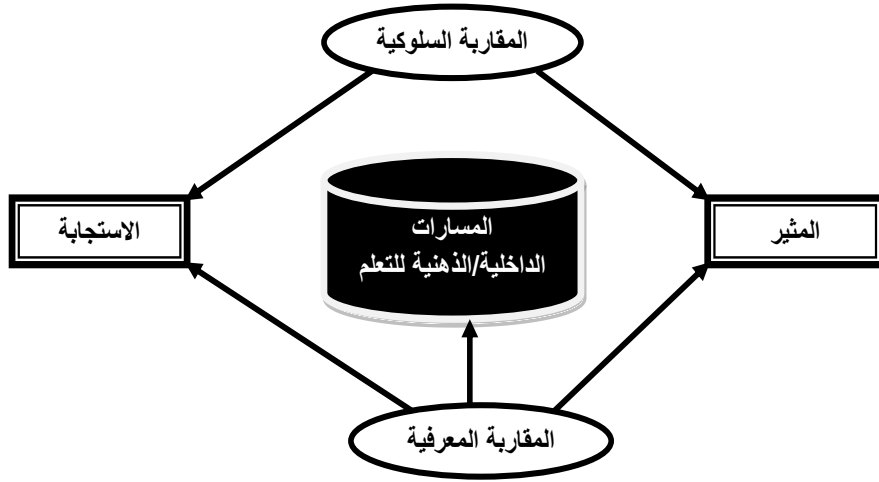 المقاربة السلوكية
المثير
المسارات
الداخلية/الذهنية للتعلم
الاستجابة
المقاربة المعرفية